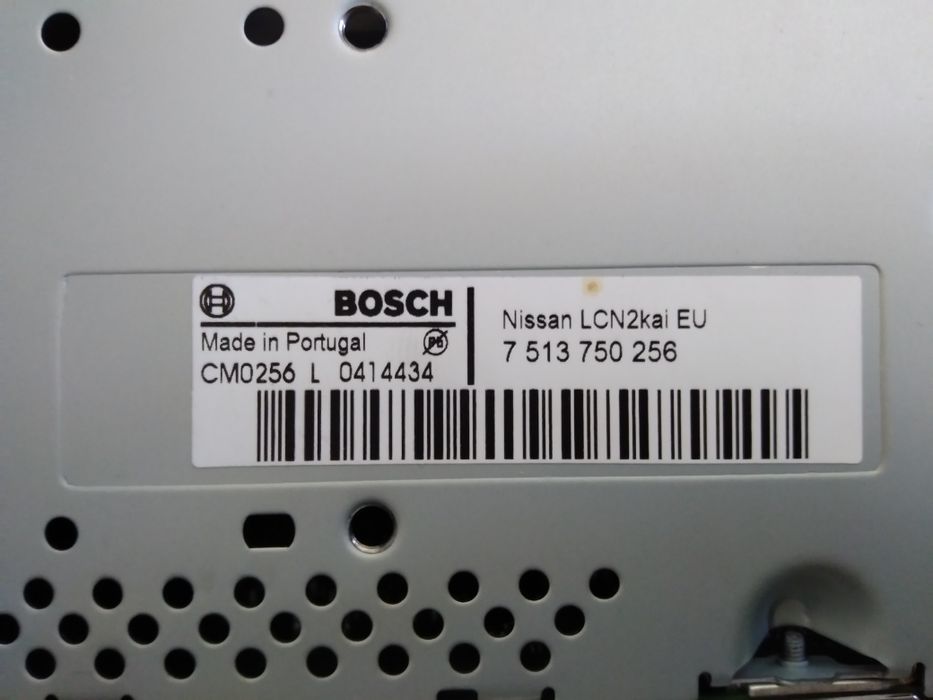 BOSCH
Made in Portugal
CM0256 L 0414434
Nissan LCN2kai EU
7 513 750 256